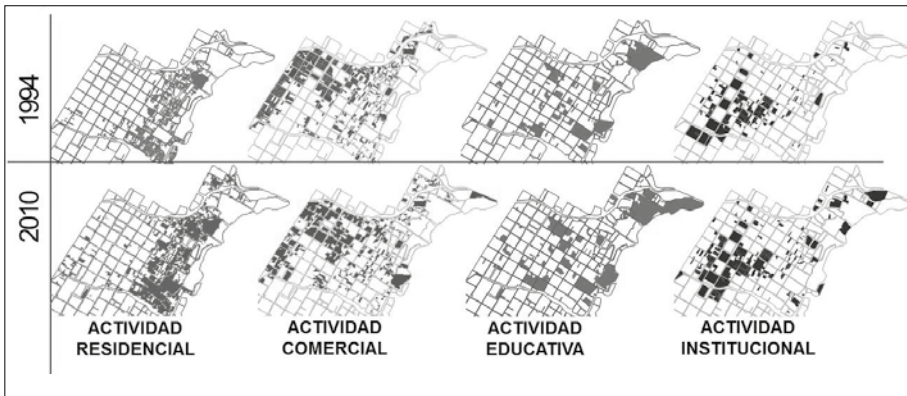 1994
2010
ACTIVIDAD
RESIDENCIAL
ACTIVIDAD
COMERCIAL
ACTIVIDAD
EDUCATIVA
ACTIVIDAD
INSTITUCIONAL